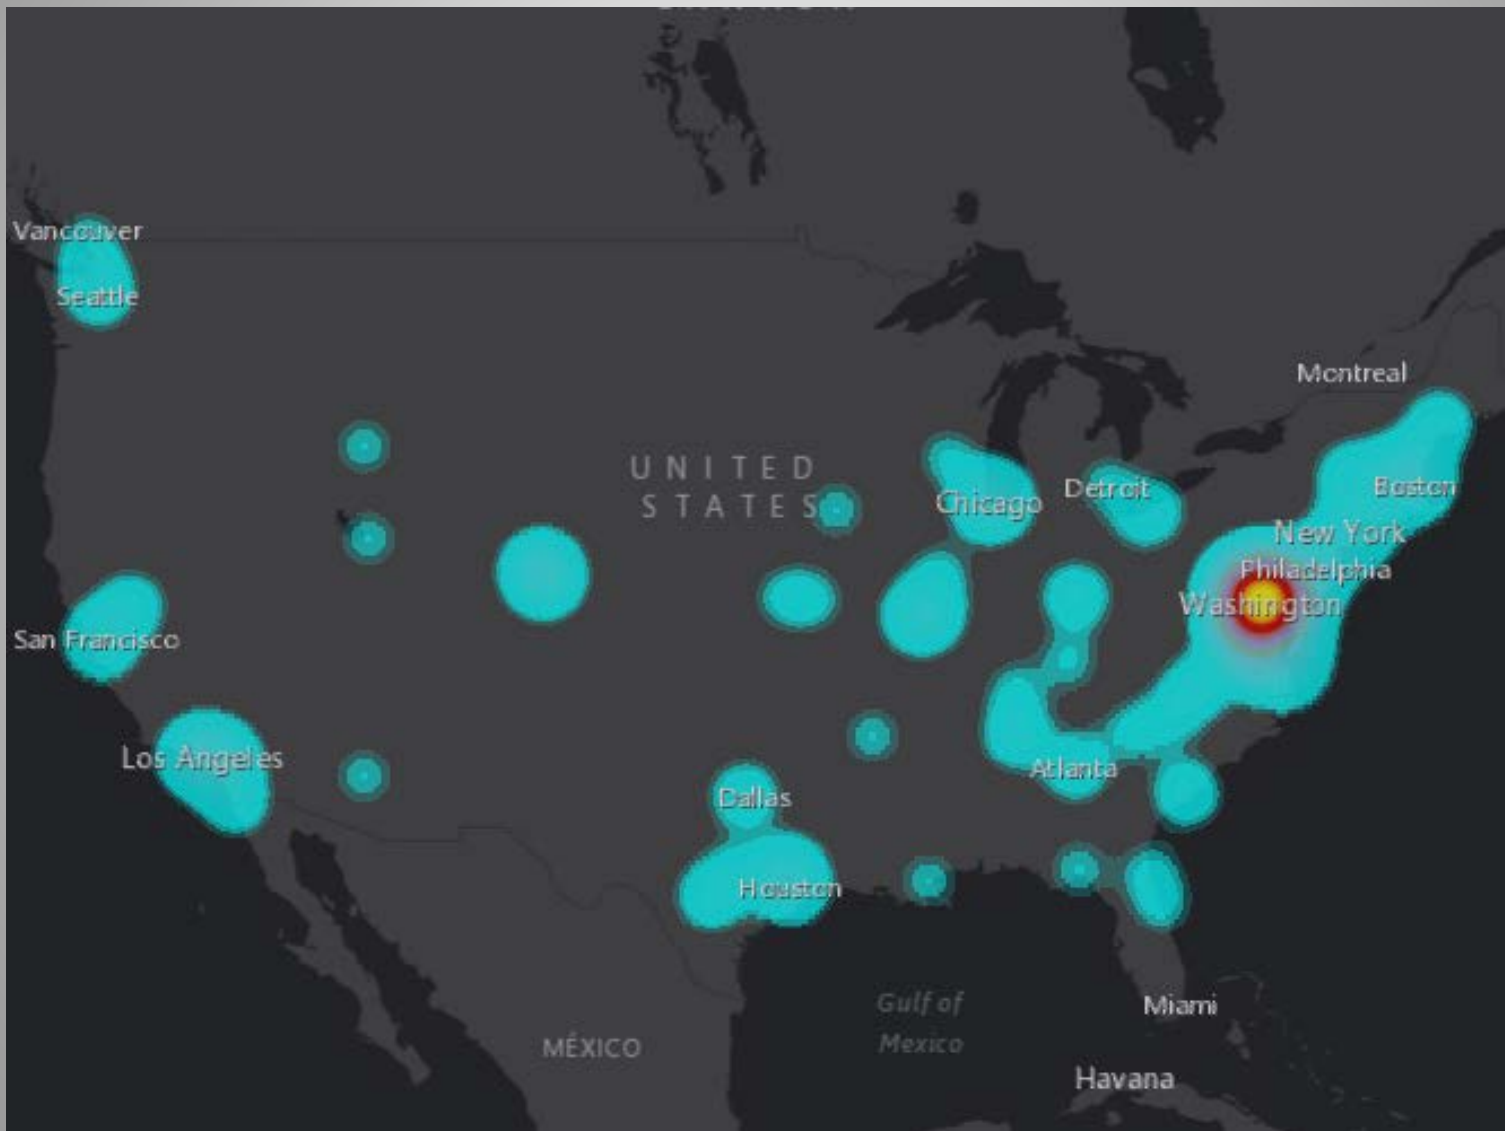 Vancouver
Seattle
Montreal
UNITED
STATES
Chicago
Detroit
Boston
New York
Philadelphia
Washington
San Francisco
Los Angeles
Atlanta
Dallas
Houston
Gulf of
Mexico
Miami
MÉXICO
Havana